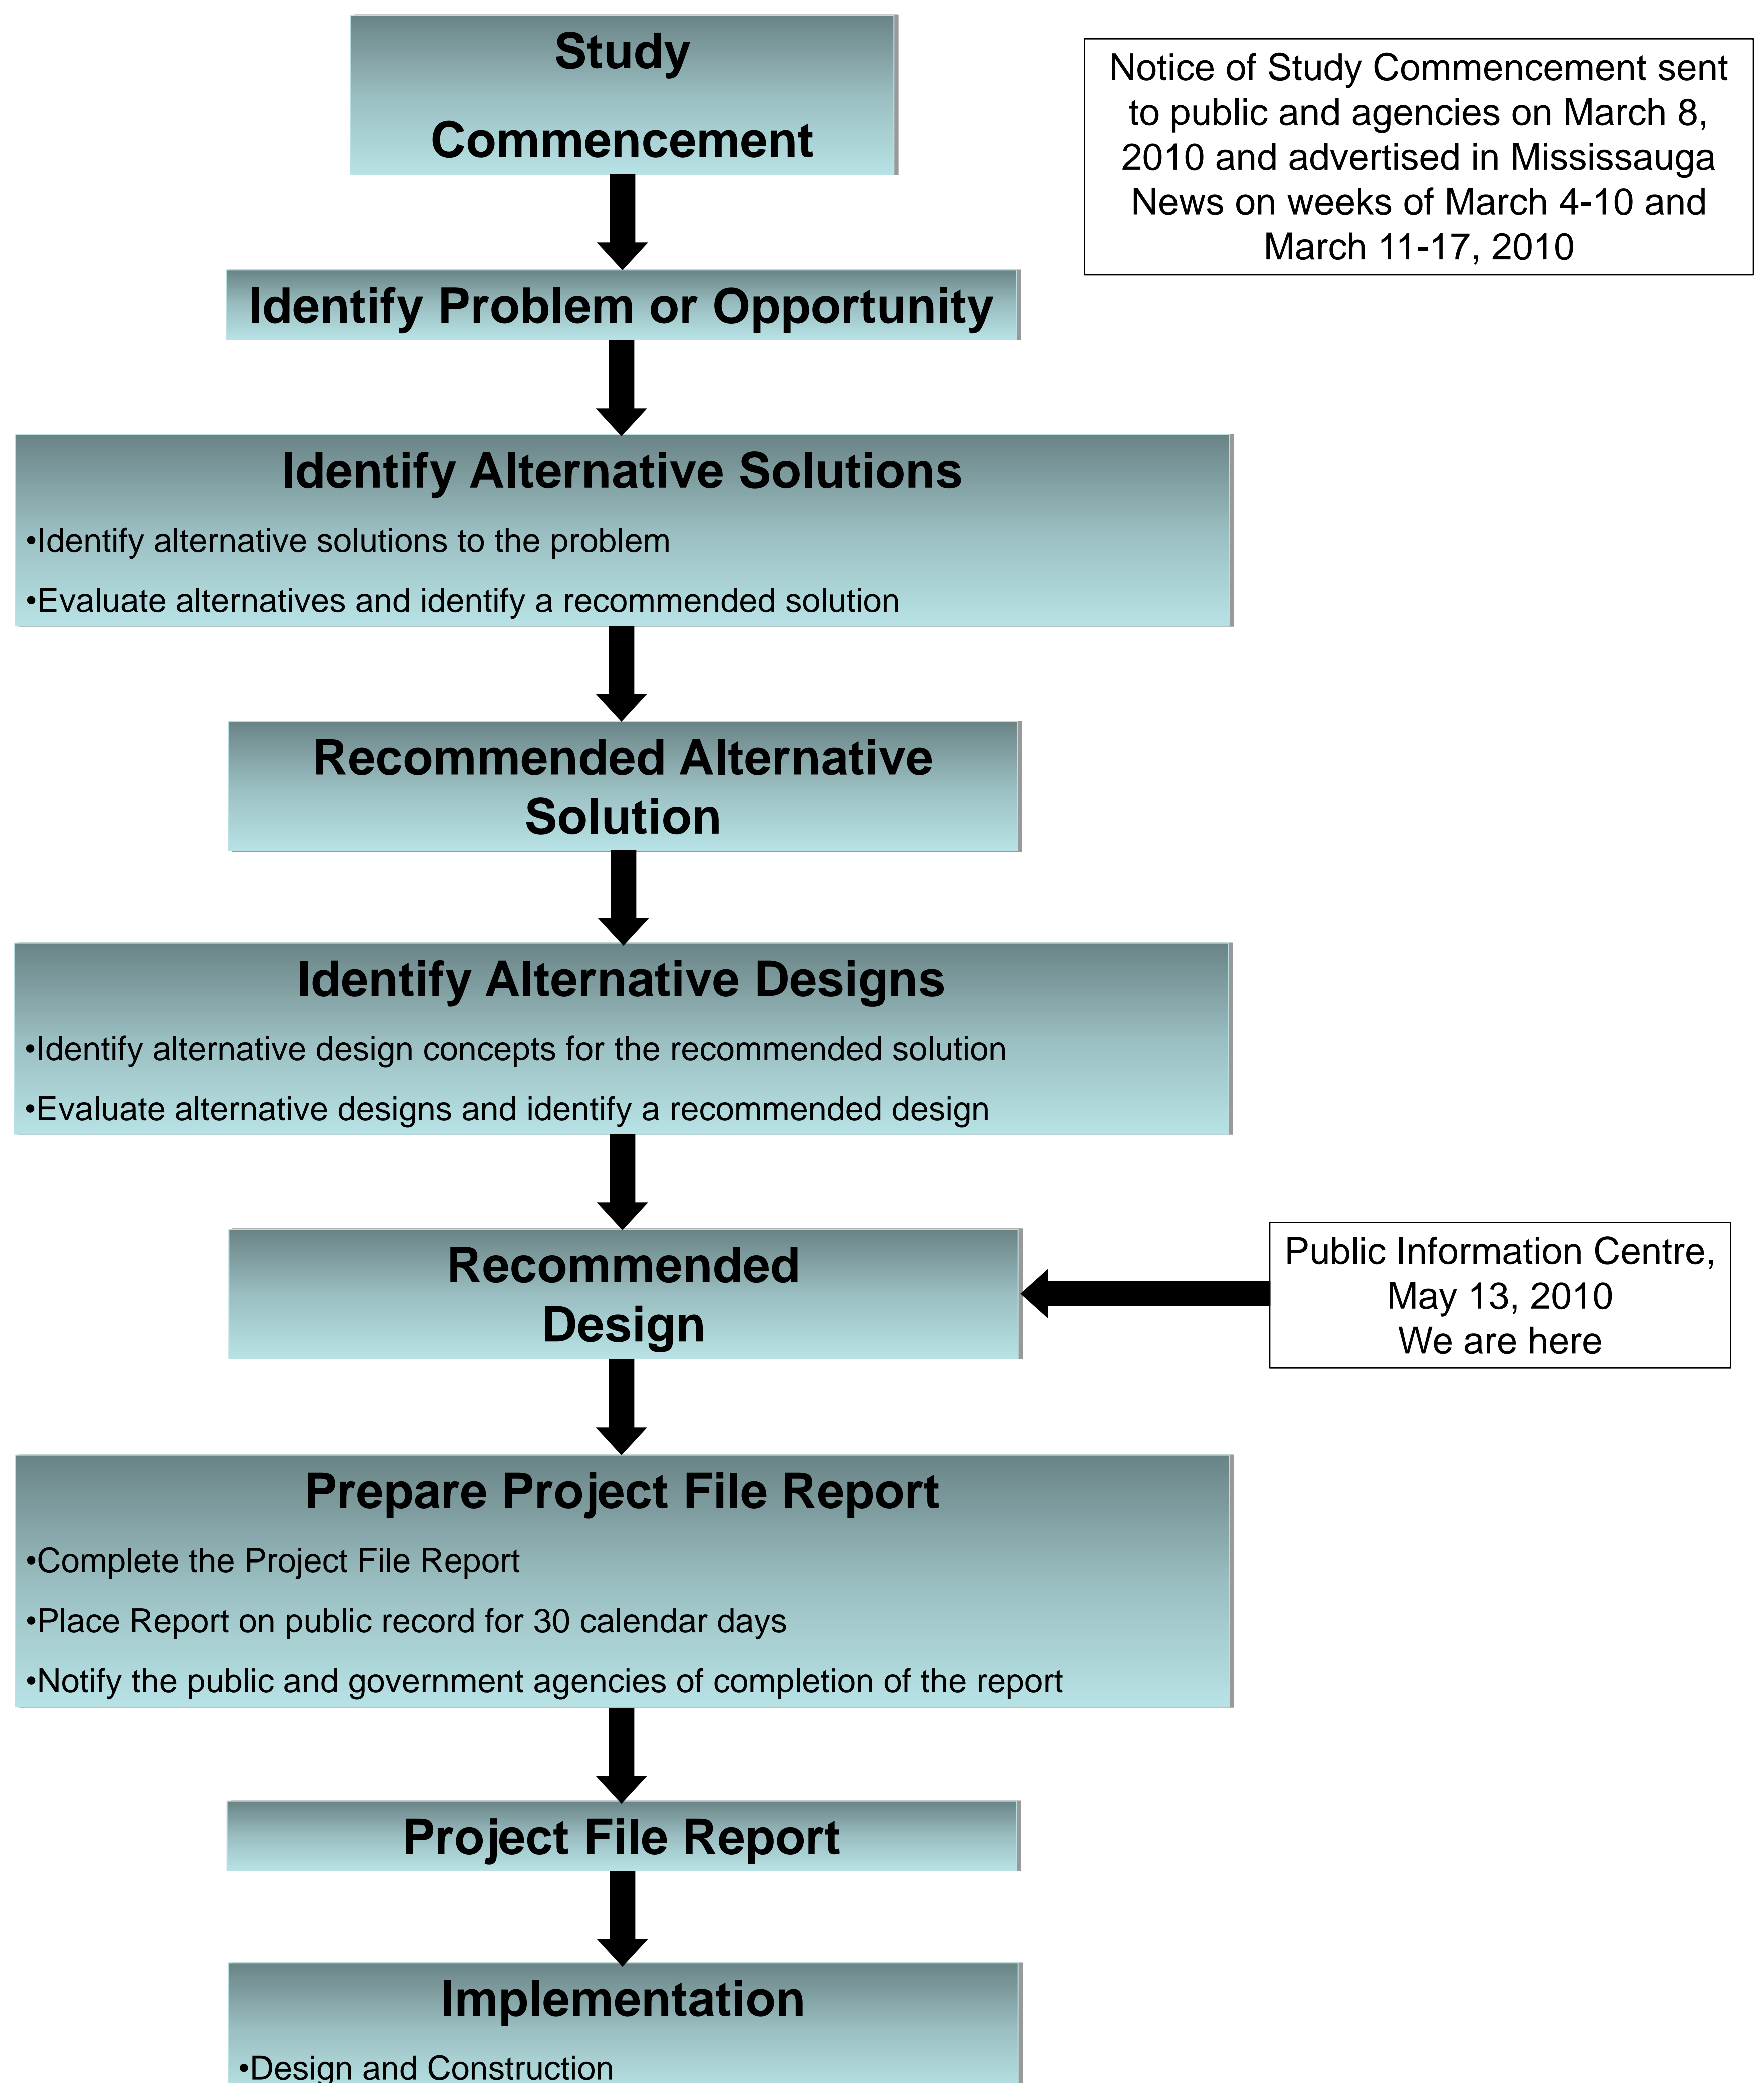 Study
Commencement
Notice of Study Commencement sent
to public and agencies on March 8,
2010 and advertised in Mississauga
News on weeks of March 4-10 and
March 11-17, 2010
Identify Problem or Opportunity
Identify Alternative Solutions
•Identify alternative solutions to the problem
•Evaluate alternatives and identify a recommended solution
Recommended Alternative
Solution
Identify Alternative Designs
•Identify alternative design concepts for the recommended solution
•Evaluate alternative designs and identify a recommended design
Recommended
Design
Public Information Centre,
May 13, 2010
We are here
Prepare Project File Report
•Complete the Project File Report
•Place Report on public record for 30 calendar days
•Notify the public and government agencies of completion of the report
Project File Report
Implementation
•Design and Construction